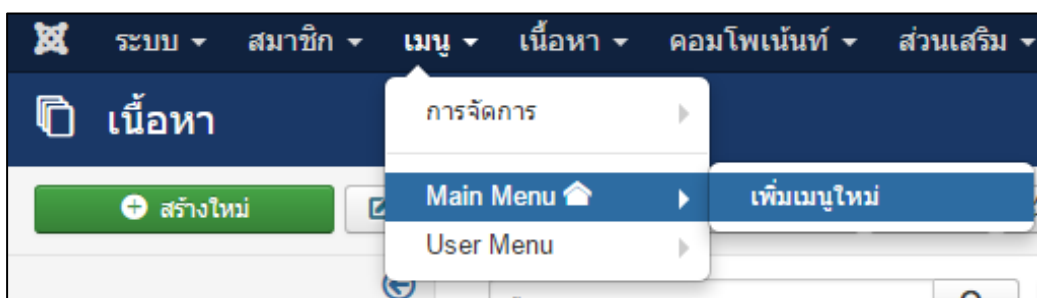 ระบบ สมาชิก เมนู เนื้อหา คอมโพเน้นท์ ส่วนเสริม
เนื้อหา
การจัดการ
สร้างใหม่
Main Menu เพิ่มเมนูใหม่
User Menu